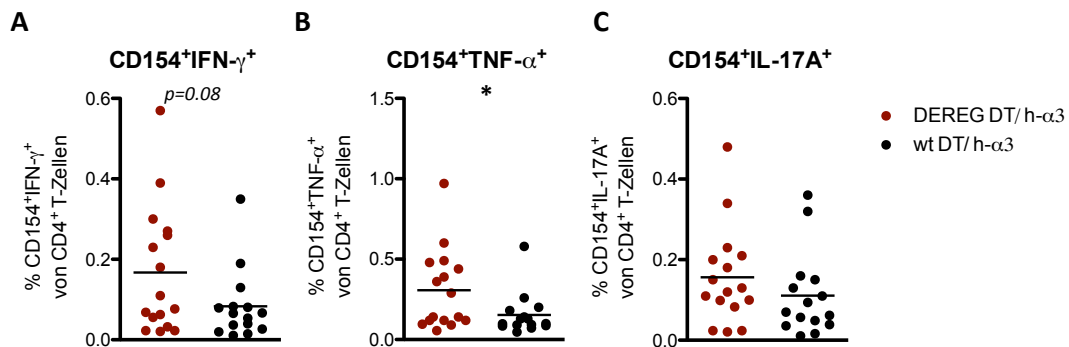 A
CD154⁺IFN-γ⁺
p=0.08
0.6
0.4
0.2
0.0
% CD154⁺IFN-γ⁺
von CD4⁺ T-Zellen
B
CD154⁺TNF-α⁺
*
1.5
1.0
0.5
0.0
% CD154⁺TNF-α⁺
von CD4⁺ T-Zellen
C
CD154⁺IL-17A⁺
0.6
0.4
0.2
0.0
% CD154⁺IL-17A⁺
von CD4⁺ T-Zellen
DEREG DT/ h-α3
wt DT/ h-α3